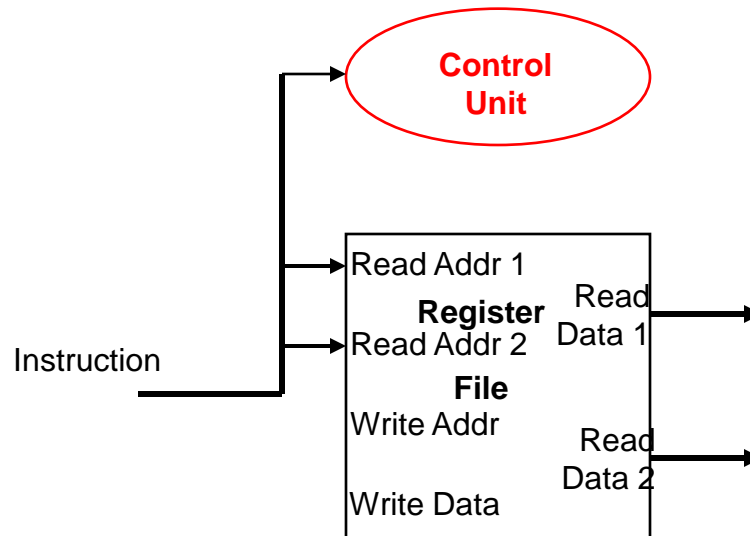 Control
Unit
Read Addr 1
Register
Read
Data 1
Read Addr 2
Instruction
File
Write Addr
Read
Data 2
Write Data